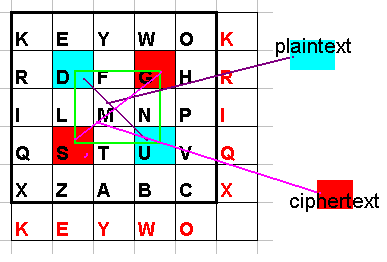 K E Y W O K
plaintext
R D F G H R
I L M N P I
Q S T U V Q
X Z A B C X
ciphertext
K E Y W O